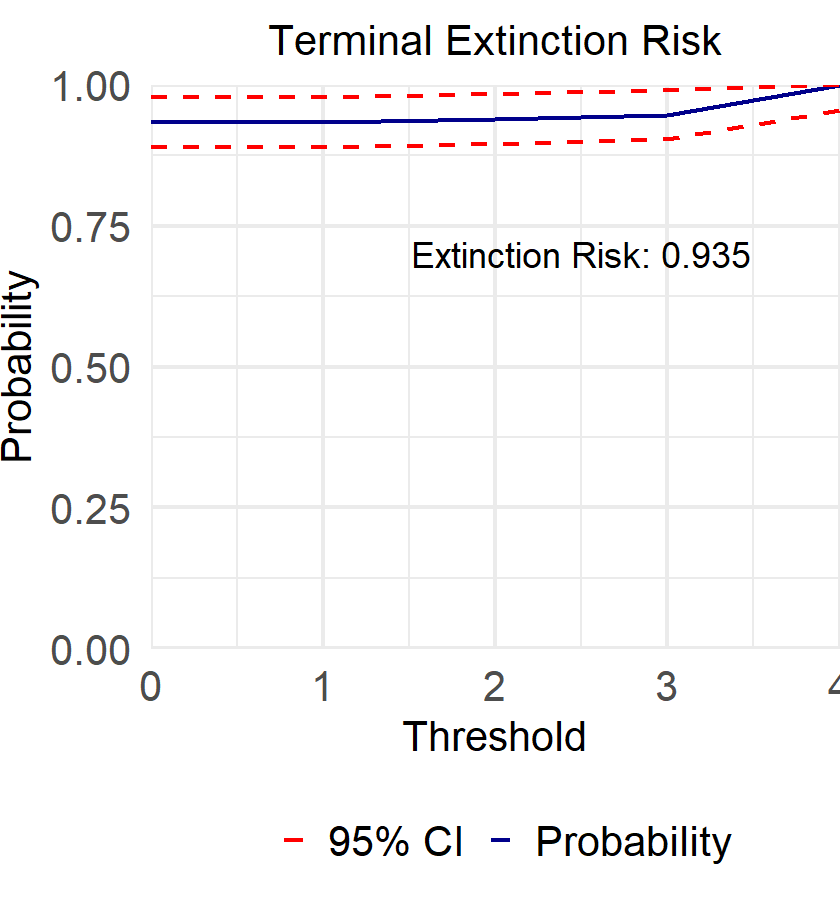 Terminal Extinction Risk
1.00
0.75
Extinction Risk: 0.935
0.50
0.25
0.00
Probability
0 1 2 3 4
Threshold
95% CI Probability